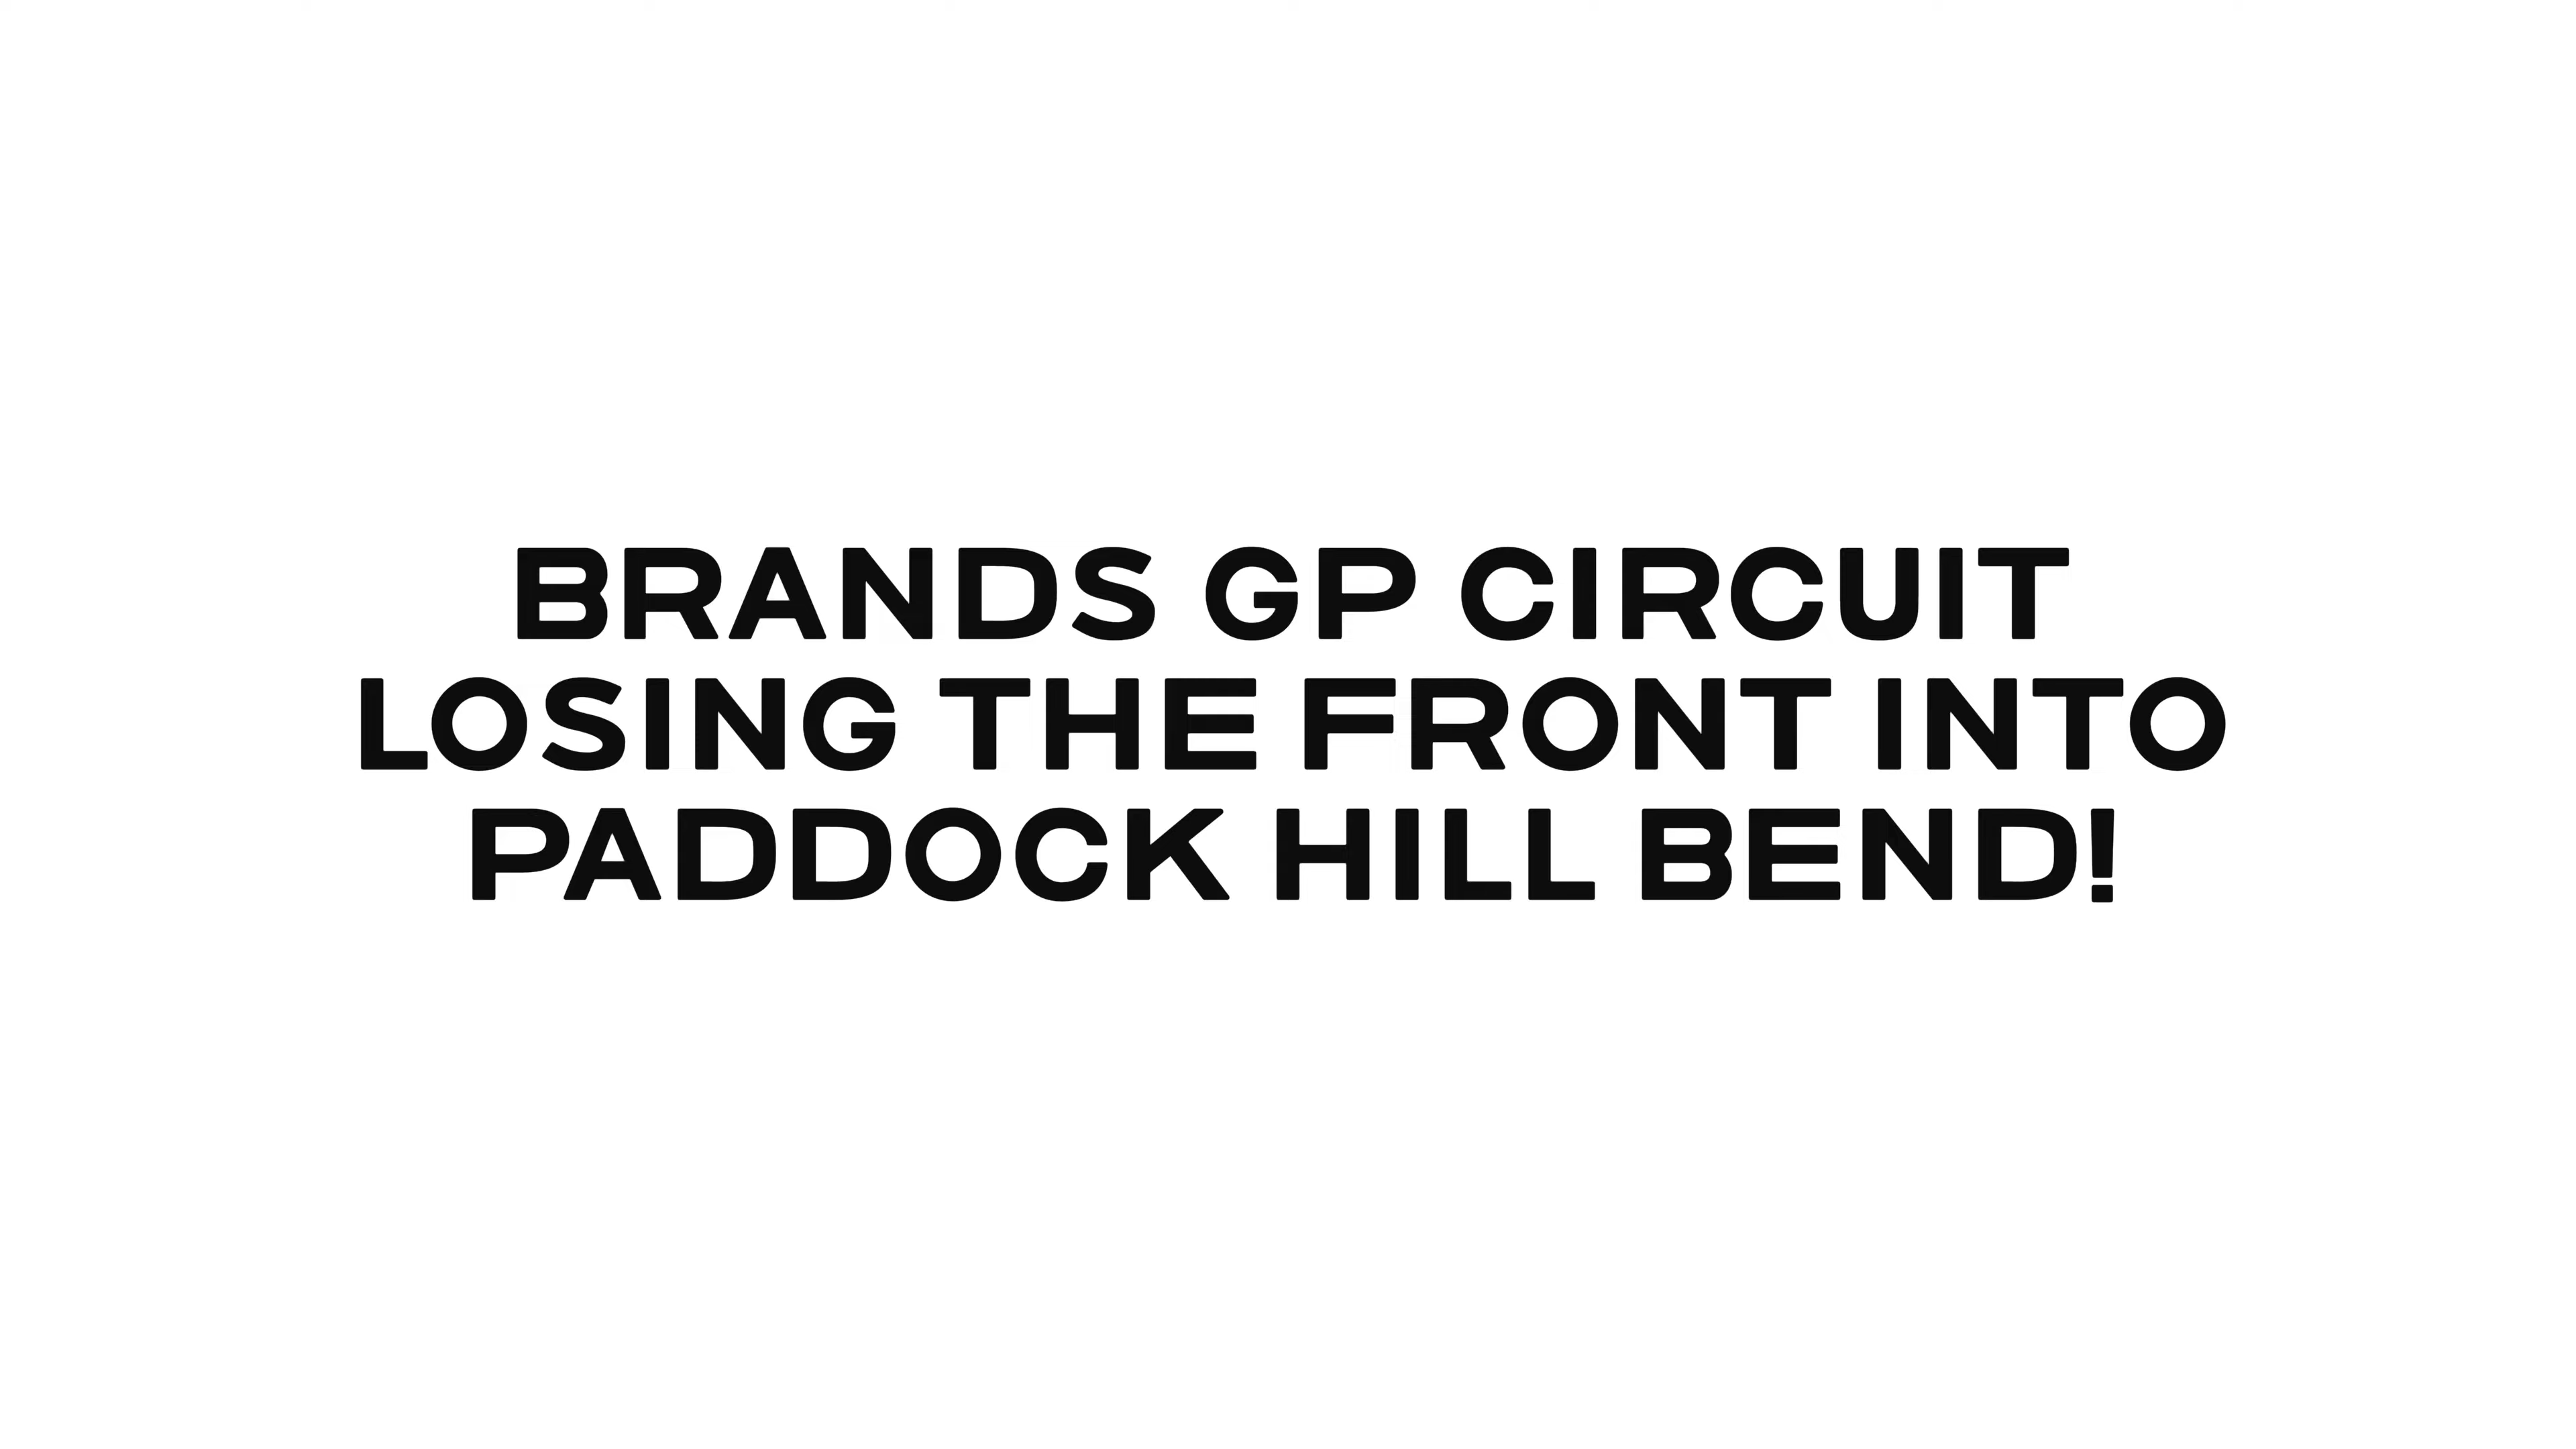 BRANDS GP CIRCUIT
LOSING THE FRONT INTO
PADDOCK HILL BEND!